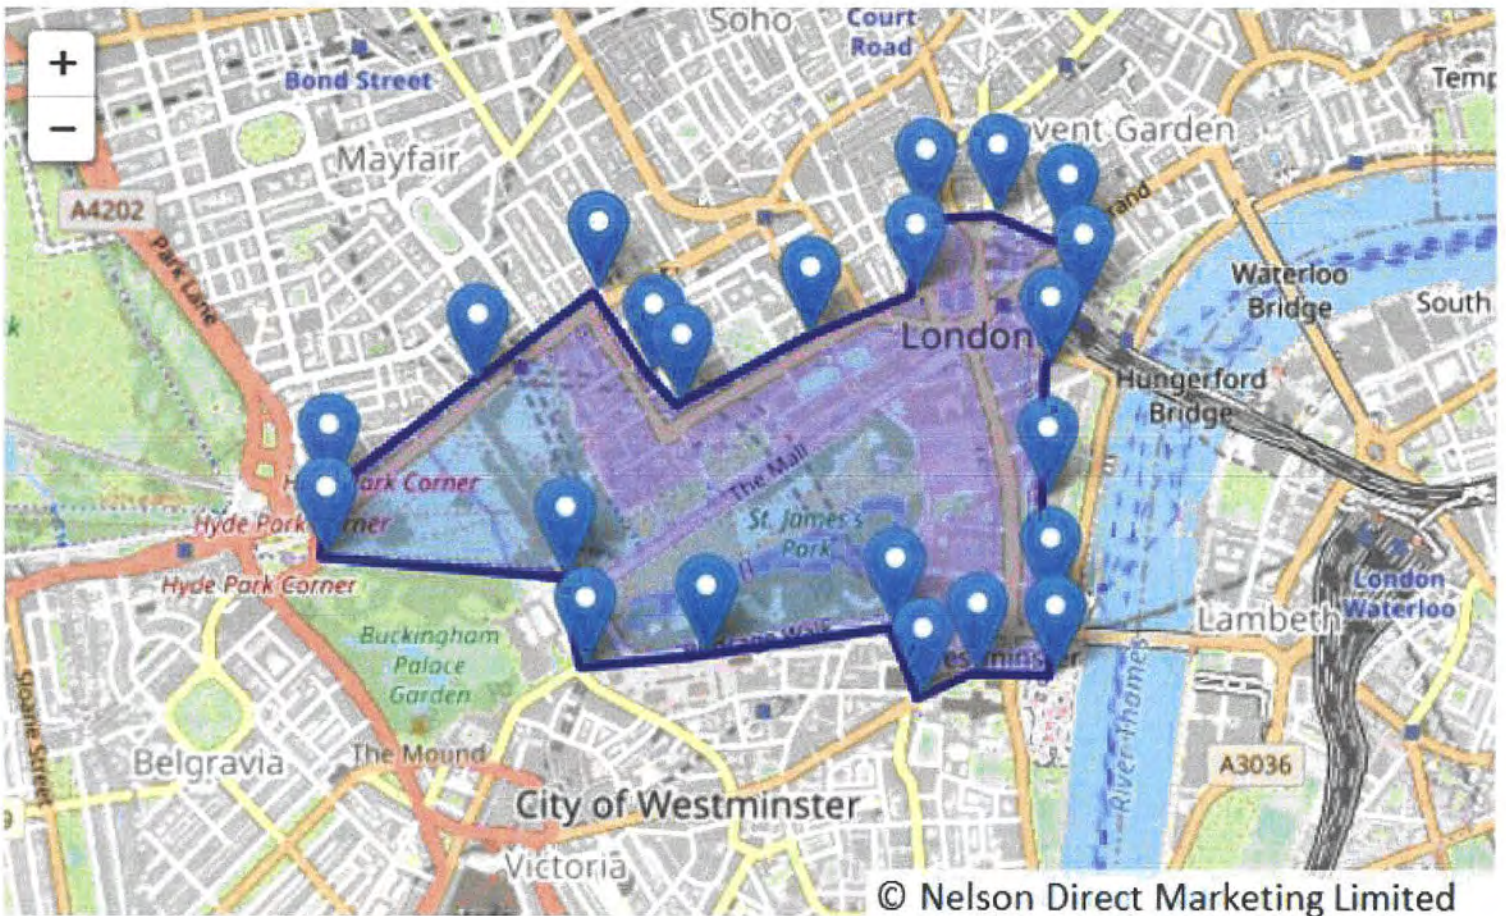 Soho
Court
Road
+
Bond Street
Temp
−
vent Garden
Mayfair
A4202
rand
Park Lane
Waterloo
Bridge
South
k
London
Hungerford
Bridge
ark Corner
The Mall
St. James's
Park
Hyde Park
Hyde Park Corner
London
Waterloo
Lambeth
Buckingham
Palace
Garden
River Thames
Sloane Street
The Mound
Belgravia
A3036
City of Westminster
9
Victoria
© Nelson Direct Marketing Limited